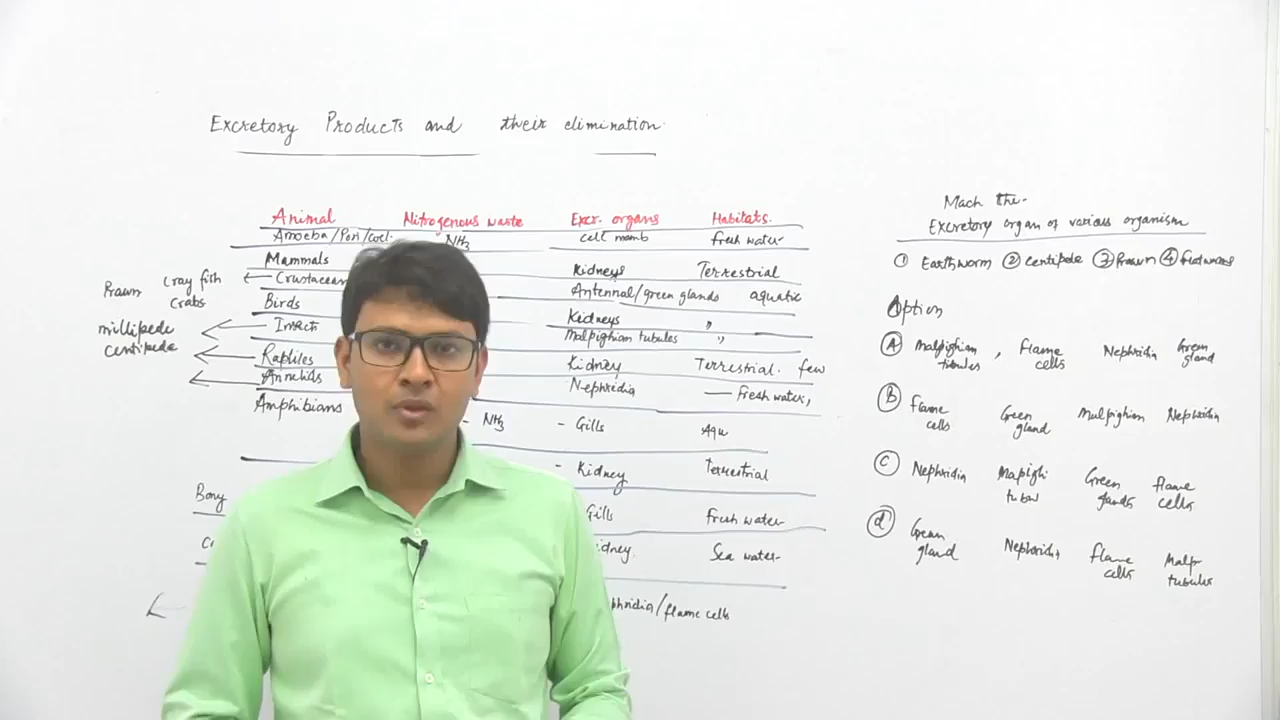 Excretory Products and their elimination
Animal Nitrogenous waste Excr. organs Habitats.
Amoeba/Pori/coel. NH3 cell memb fresh water
Mammals Kidneys Terrestrial
Prawn Cray fish Crabs Crustacean Antennal/green glands aquatic
Birds Kidneys "
millipede centipede Insects Malpighian tubules "
Raptiles Kidney Terrestrial. few
Annelids Nephridia — fresh water,
Amphibians - NH3 - Gills Aqu
- Kidney Terrestrial
Bony Gills fresh water
idney. Sea water
phridia/flame cells
Mach the-
Excretory organ of various organism
① Earthworm ② Centipede ③ Prawn ④ flatworms
Option
Ⓐ Malpighian tubules, Flame cells Nephridia Green gland
Ⓑ Flame cells Green gland Mulpighian Nephridia
Ⓒ Nephridia Mapighi tubu Green glands flame cells
ⓓ Green gland Nephridia flame cells Malp tubules